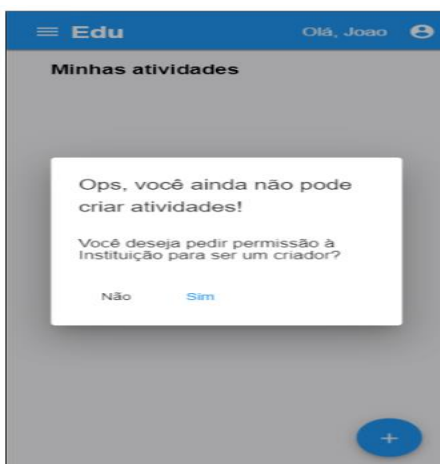 Edu
Olá, Joao
Minhas atividades
Ops, você ainda não pode
criar atividades!
Você deseja pedir permissão à
Instituição para ser um criador?
Não
Sim
+